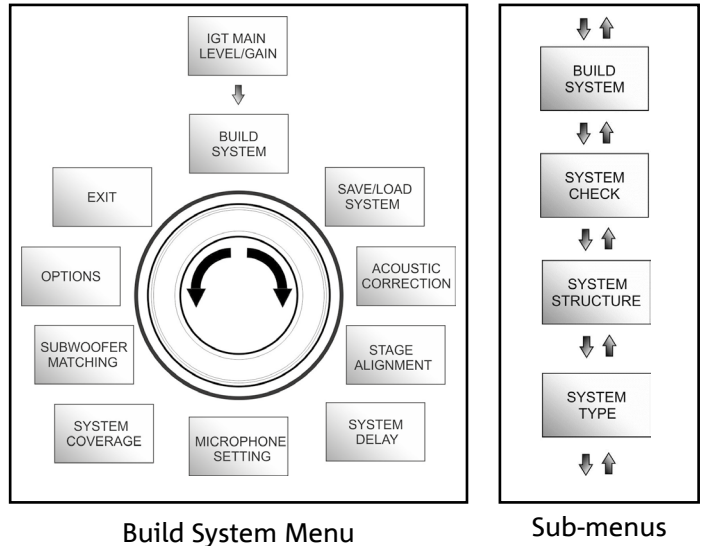 IGT MAIN
LEVEL/GAIN
BUILD
SYSTEM
SAVE/LOAD
SYSTEM
ACOUSTIC
CORRECTION
STAGE
ALIGNMENT
SYSTEM
DELAY
MICROPHONE
SETTING
SYSTEM
COVERAGE
SUBWOOFER
MATCHING
OPTIONS
EXIT
Build System Menu
BUILD
SYSTEM
SYSTEM
CHECK
SYSTEM
STRUCTURE
SYSTEM
TYPE
Sub-menus